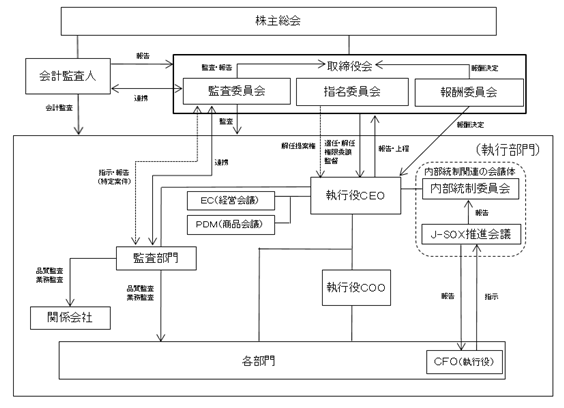 株主総会
取締役会
会計監査人
報告
監査・報告
報酬決定
監査委員会
指名委員会
報酬委員会
連携
会計監査
監査
解任提案権
選任・解任
権限委譲
監督
報告・上程
報酬決定
(執行部門)
指示・報告
(特定案件)
連携
内部統制関連の会議体
内部統制委員会
執行役CEO
EC(経営会議)
PDM(商品会議)
報告
J-SOX推進会議
監査部門
品質監査
業務監査
品質監査
業務監査
執行役COO
報告
指示
関係会社
各部門
CFO(執行役)